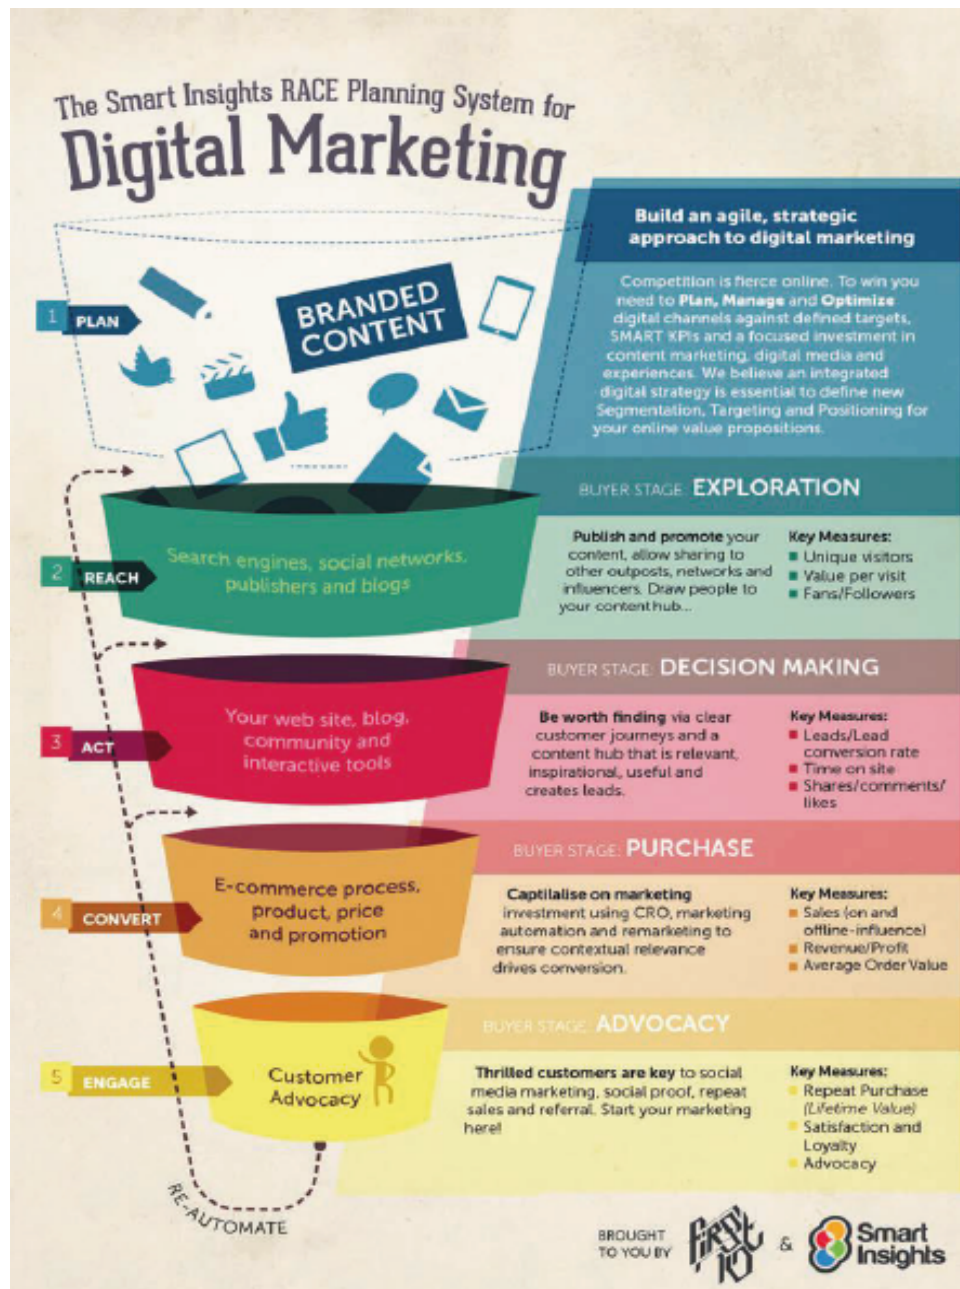 The Smart Insights RACE Planning System for
Digital Marketing
Build an agile, strategic
approach to digital marketing
Competition is fierce online. To win you
need to Plan, Manage and Optimize
digital channels against defined targets,
SMART KPIs and a focused investment in
content marketing, digital media and
experiences. We believe an integrated
digital strategy is essential to define new
Segmentation, Targeting and Positioning for
your online value propositions.
1 PLAN
BRANDED
CONTENT
BUYER STAGE: EXPLORATION
2 REACH
Search engines, social networks,
publishers and blogs
Publish and promote your
content, allow sharing to
other outposts, networks and
influencers. Draw people to
your content hub...
Key Measures:
Unique visitors
Value per visit
Fans/Followers
BUYER STAGE: DECISION MAKING
3 ACT
Your web site, blog,
community and
interactive tools
Be worth finding via clear
customer journeys and a
content hub that is relevant,
inspirational, useful and
creates leads.
Key Measures:
Leads/Lead
conversion rate
Time on site
Shares/comments/
likes
BUYER STAGE: PURCHASE
4 CONVERT
E-commerce process,
product, price
and promotion
Captilalise on marketing
investment using CRO, marketing
automation and remarketing to
ensure contextual relevance
drives conversion.
Key Measures:
Sales (on and
offline-influence)
Revenue/Profit
Average Order Value
BUYER STAGE: ADVOCACY
5 ENGAGE
Customer
Advocacy
Thrilled customers are key to social
media marketing, social proof, repeat
sales and referral. Start your marketing
here!
Key Measures:
Repeat Purchase
(Lifetime Value)
Satisfaction and
Loyalty
Advocacy
RE-AUTOMATE
BROUGHT
TO YOU BY
FIRST
10
&
Smart
Insights